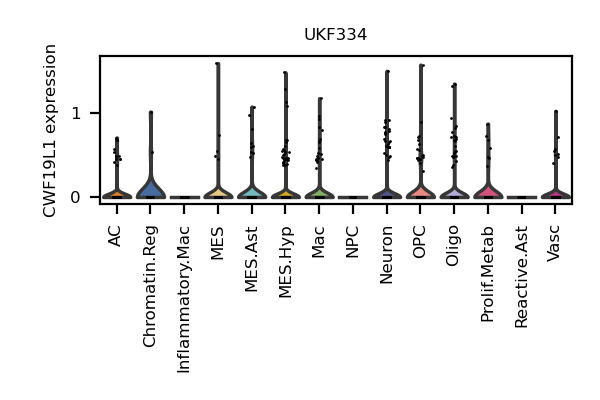 UKF334
CWF19L1 expression
1
0
AC
Chromatin.Reg
Inflammatory.Mac
MES
MES.Ast
MES.Hyp
Mac
NPC
Neuron
OPC
Oligo
Prolif.Metab
Reactive.Ast
Vasc